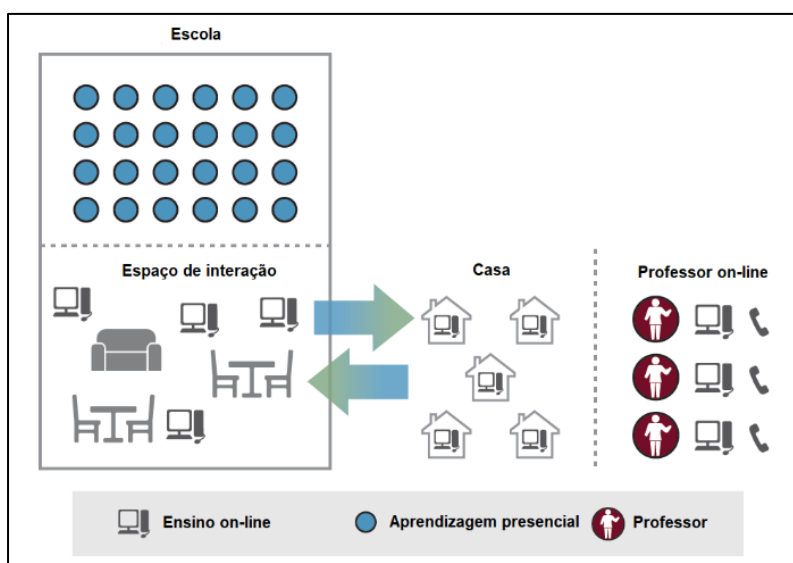 Escola
Espaço de interação
Casa
Professor on-line
Ensino on-line
Aprendizagem presencial
Professor